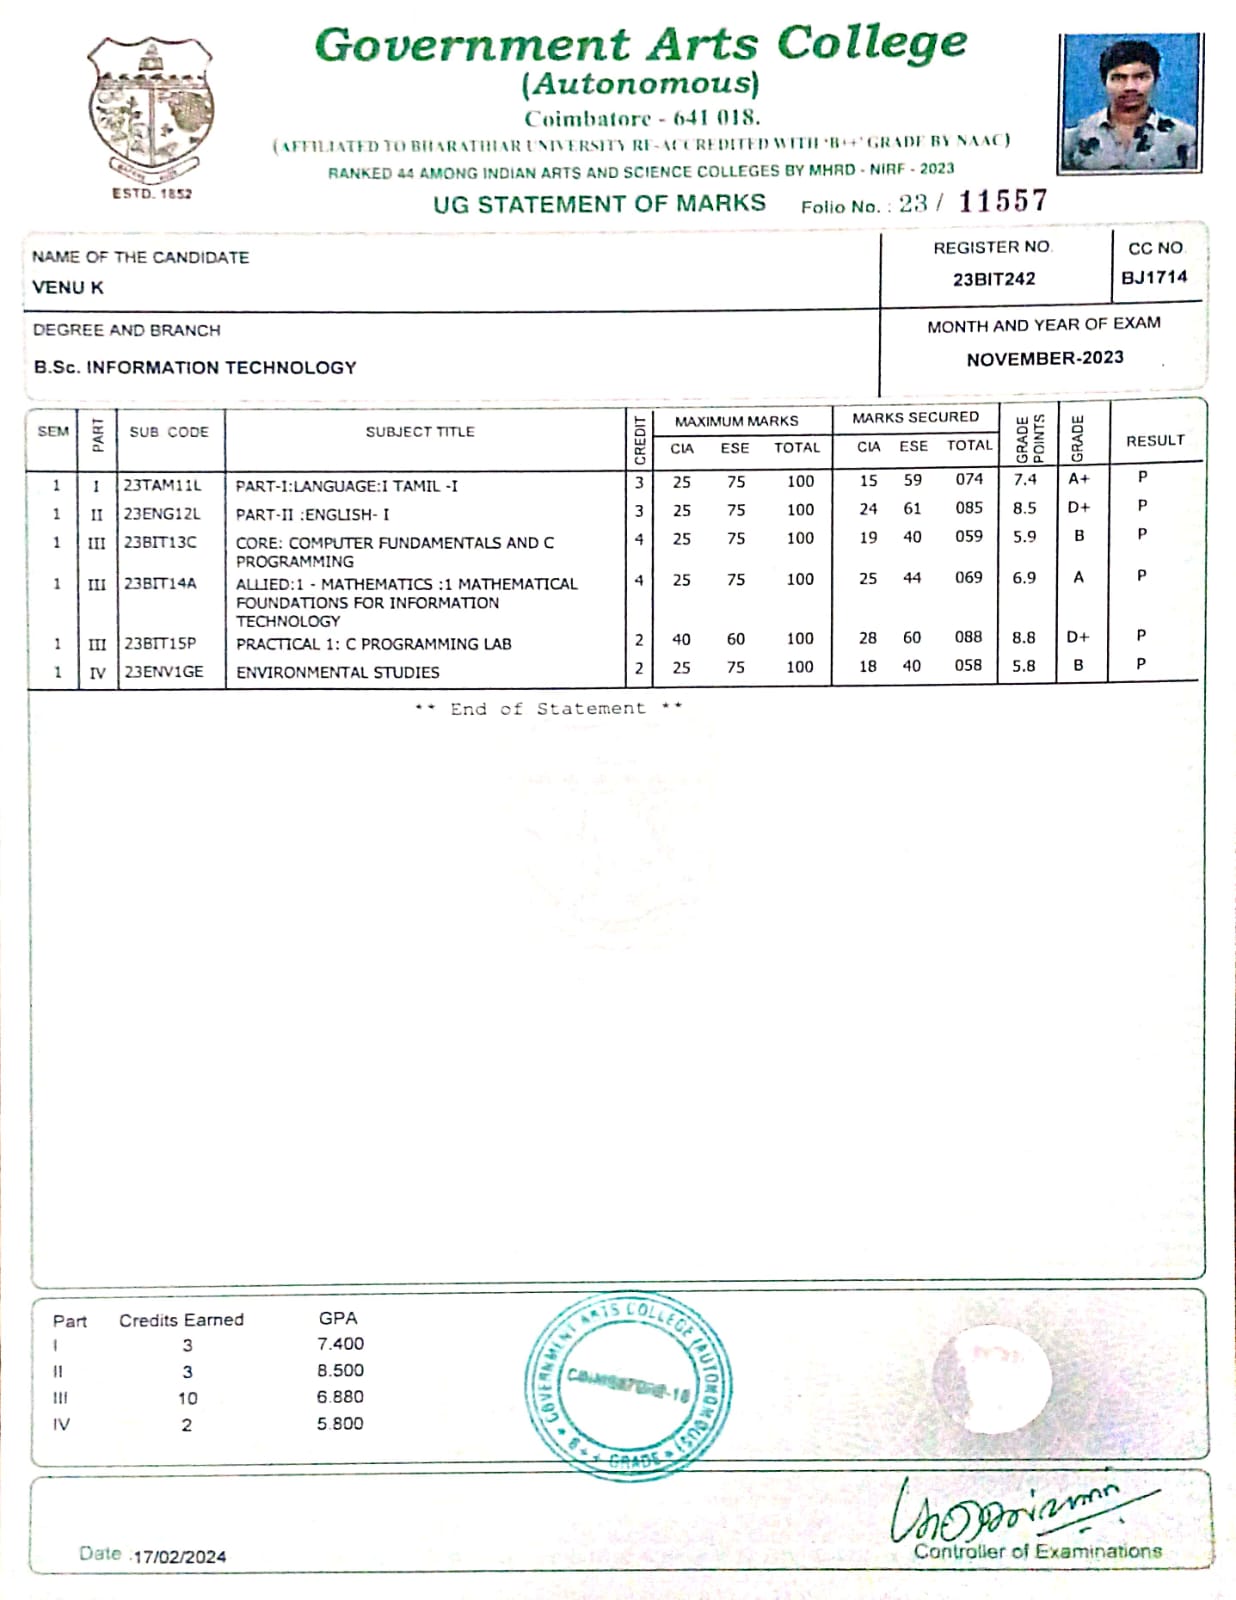 Government Arts College
(Autonomous)
Coimbatore - 641 018.
(AFFILIATED TO BHARATHIAR UNIVERSITY RE-ACCREDITED WITH 'B++' GRADE BY NAAC)
RANKED 44 AMONG INDIAN ARTS AND SCIENCE COLLEGES BY MHRD - NIRF - 2023
ESTD. 1852
UG STATEMENT OF MARKS Folio No. : 23 / 11557
NAME OF THE CANDIDATE REGISTER NO. CC NO.
VENU K 23BIT242 BJ1714
DEGREE AND BRANCH MONTH AND YEAR OF EXAM
B.Sc. INFORMATION TECHNOLOGY NOVEMBER-2023
SEM PART SUB CODE SUBJECT TITLE CREDIT MAXIMUM MARKS MARKS SECURED GRADE POINTS GRADE RESULT
CIA ESE TOTAL CIA ESE TOTAL
1 I 23TAM11L PART-I:LANGUAGE:I TAMIL -I 3 25 75 100 15 59 074 7.4 A+ P
1 II 23ENG12L PART-II :ENGLISH- I 3 25 75 100 24 61 085 8.5 D+ P
1 III 23BIT13C CORE: COMPUTER FUNDAMENTALS AND C 4 25 75 100 19 40 059 5.9 B P
PROGRAMMING
1 III 23BIT14A ALLIED:1 - MATHEMATICS :1 MATHEMATICAL 4 25 75 100 25 44 069 6.9 A P
FOUNDATIONS FOR INFORMATION
TECHNOLOGY
1 III 23BIT15P PRACTICAL 1: C PROGRAMMING LAB 2 40 60 100 28 60 088 8.8 D+ P
1 IV 23ENV1GE ENVIRONMENTAL STUDIES 2 25 75 100 18 40 058 5.8 B P
** End of Statement **
Part Credits Earned GPA
I 3 7.400
II 3 8.500
III 10 6.880
IV 2 5.800
GOVERNMENT ARTS COLLEGE (AUTONOMOUS)
B++ GRADE
Date : 17/02/2024
Controller of Examinations